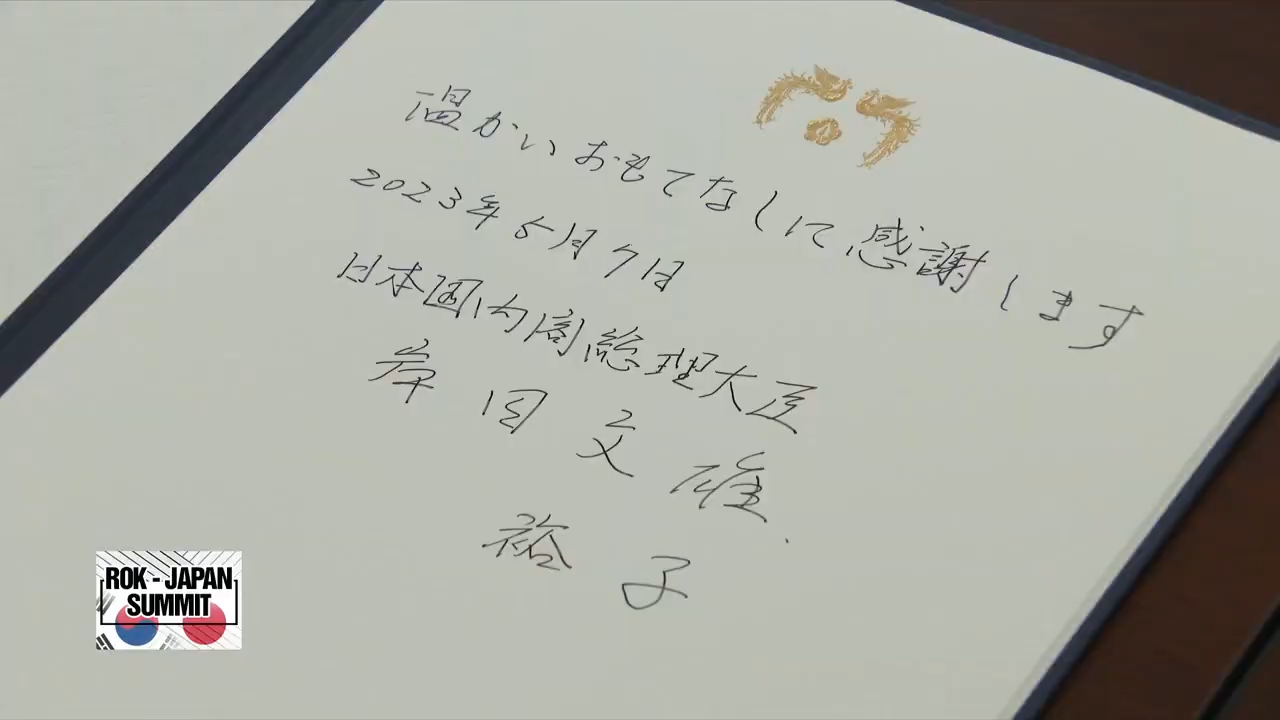 温かいおもてなしに感謝します
2023年5月7日
日本国内閣総理大臣
岸田文雄
裕子
ROK - JAPAN
SUMMIT